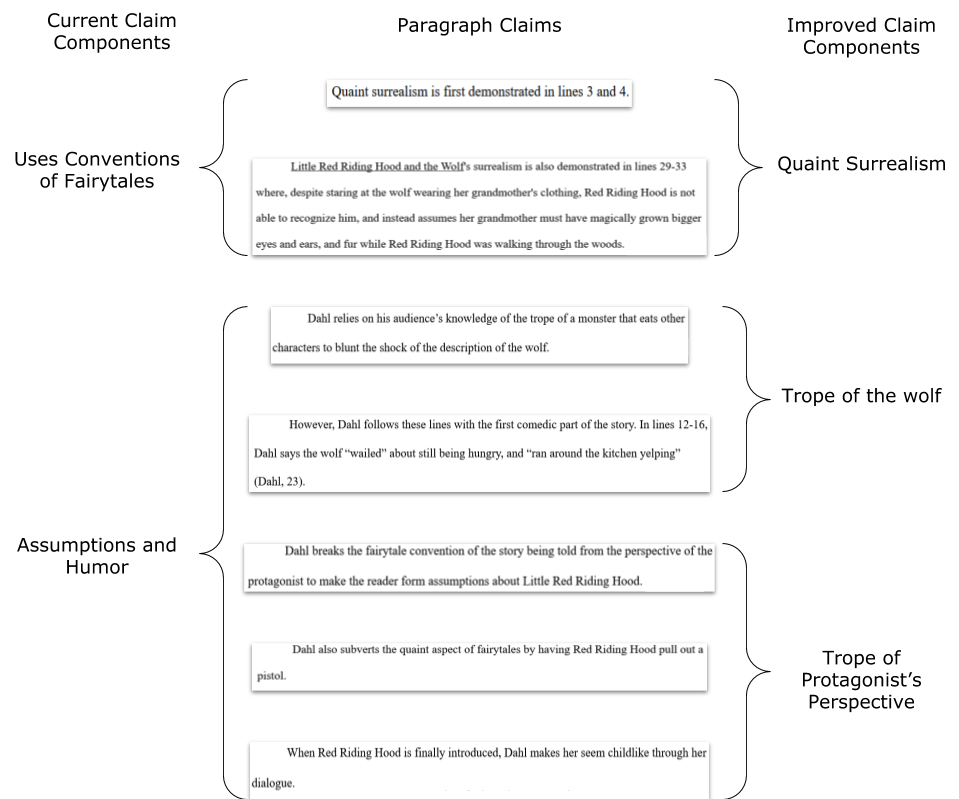 Current Claim
Components
Paragraph Claims
Improved Claim
Components
Uses Conventions
of Fairytales
Quaint surrealism is first demonstrated in lines 3 and 4.
Little Red Riding Hood and the Wolf's surrealism is also demonstrated in lines 29-33
where, despite staring at the wolf wearing her grandmother's clothing, Red Riding Hood is not
able to recognize him, and instead assumes her grandmother must have magically grown bigger
eyes and ears, and fur while Red Riding Hood was walking through the woods.
Quaint Surrealism
Assumptions and
Humor
Dahl relies on his audience’s knowledge of the trope of a monster that eats other
characters to blunt the shock of the description of the wolf.
However, Dahl follows these lines with the first comedic part of the story. In lines 12-16,
Dahl says the wolf “wailed” about still being hungry, and “ran around the kitchen yelping”
(Dahl, 23).
Trope of the wolf
Dahl breaks the fairytale convention of the story being told from the perspective of the
protagonist to make the reader form assumptions about Little Red Riding Hood.
Dahl also subverts the quaint aspect of fairytales by having Red Riding Hood pull out a
pistol.
When Red Riding Hood is finally introduced, Dahl makes her seem childlike through her
dialogue.
Trope of
Protagonist’s
Perspective